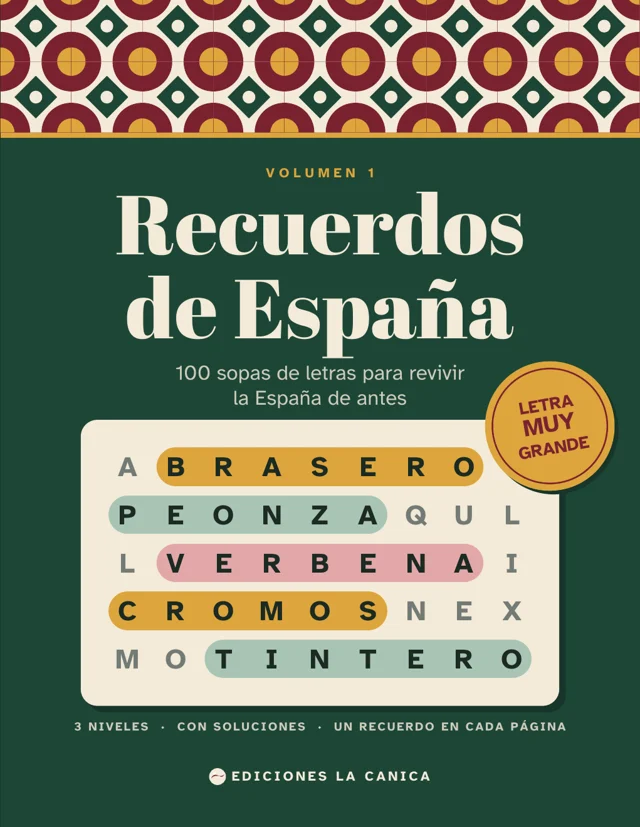 VOLUMEN 1
Recuerdos
de España
100 sopas de letras para revivir
la España de antes
LETRA
MUY
GRANDE
A B R A S E R O
P E O N Z A Q U L
L V E R B E N A I
C R O M O S N E X
M O T I N T E R O
3 NIVELES · CON SOLUCIONES · UN RECUERDO EN CADA PÁGINA
EDICIONES LA CANICA